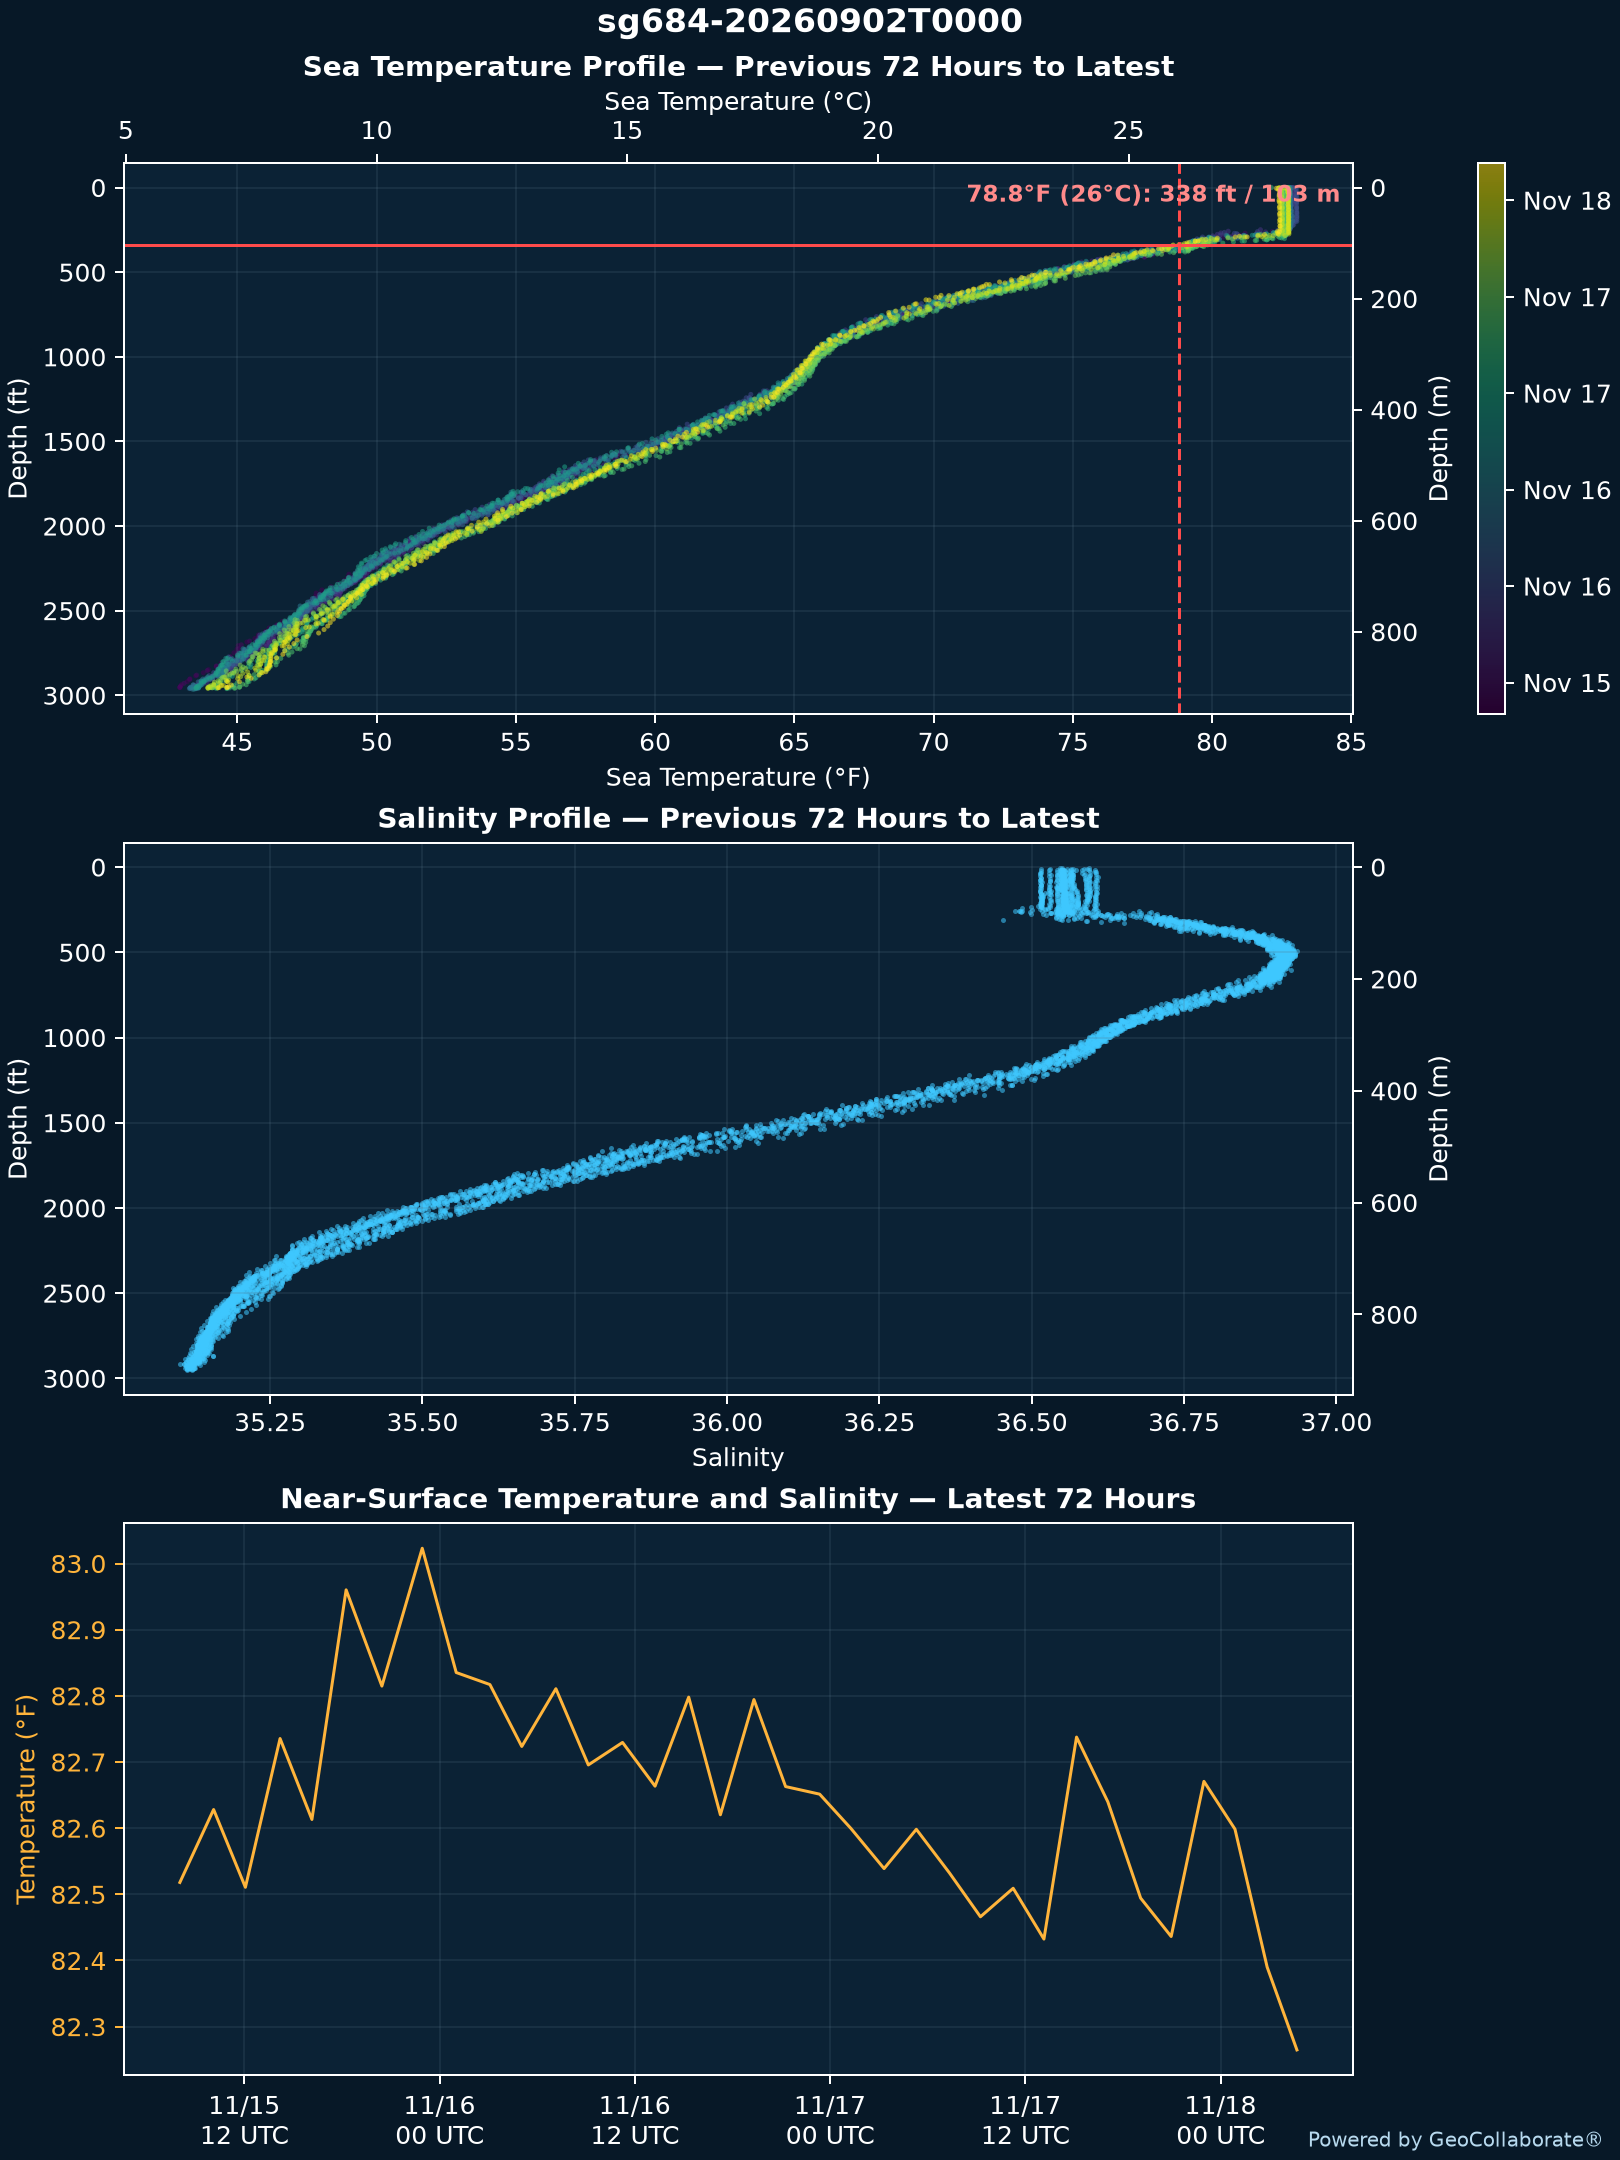 sg684-20260902T0000
Sea Temperature Profile — Previous 72 Hours to Latest
Sea Temperature (°C)
5 10 15 20 25
78.8°F (26°C): 338 ft / 103 m
0
500
1000
1500
2000
2500
3000
Depth (ft)
0
200
400
600
800
Depth (m)
Nov 18
Nov 17
Nov 17
Nov 16
Nov 16
Nov 15
45 50 55 60 65 70 75 80 85
Sea Temperature (°F)
Salinity Profile — Previous 72 Hours to Latest
0
500
1000
1500
2000
2500
3000
Depth (ft)
0
200
400
600
800
Depth (m)
35.25 35.50 35.75 36.00 36.25 36.50 36.75 37.00
Salinity
Near-Surface Temperature and Salinity — Latest 72 Hours
83.0
82.9
82.8
82.7
82.6
82.5
82.4
82.3
Temperature (°F)
11/15 11/16 11/16 11/17 11/17 11/18
12 UTC 00 UTC 12 UTC 00 UTC 12 UTC 00 UTC
Powered by GeoCollaborate®